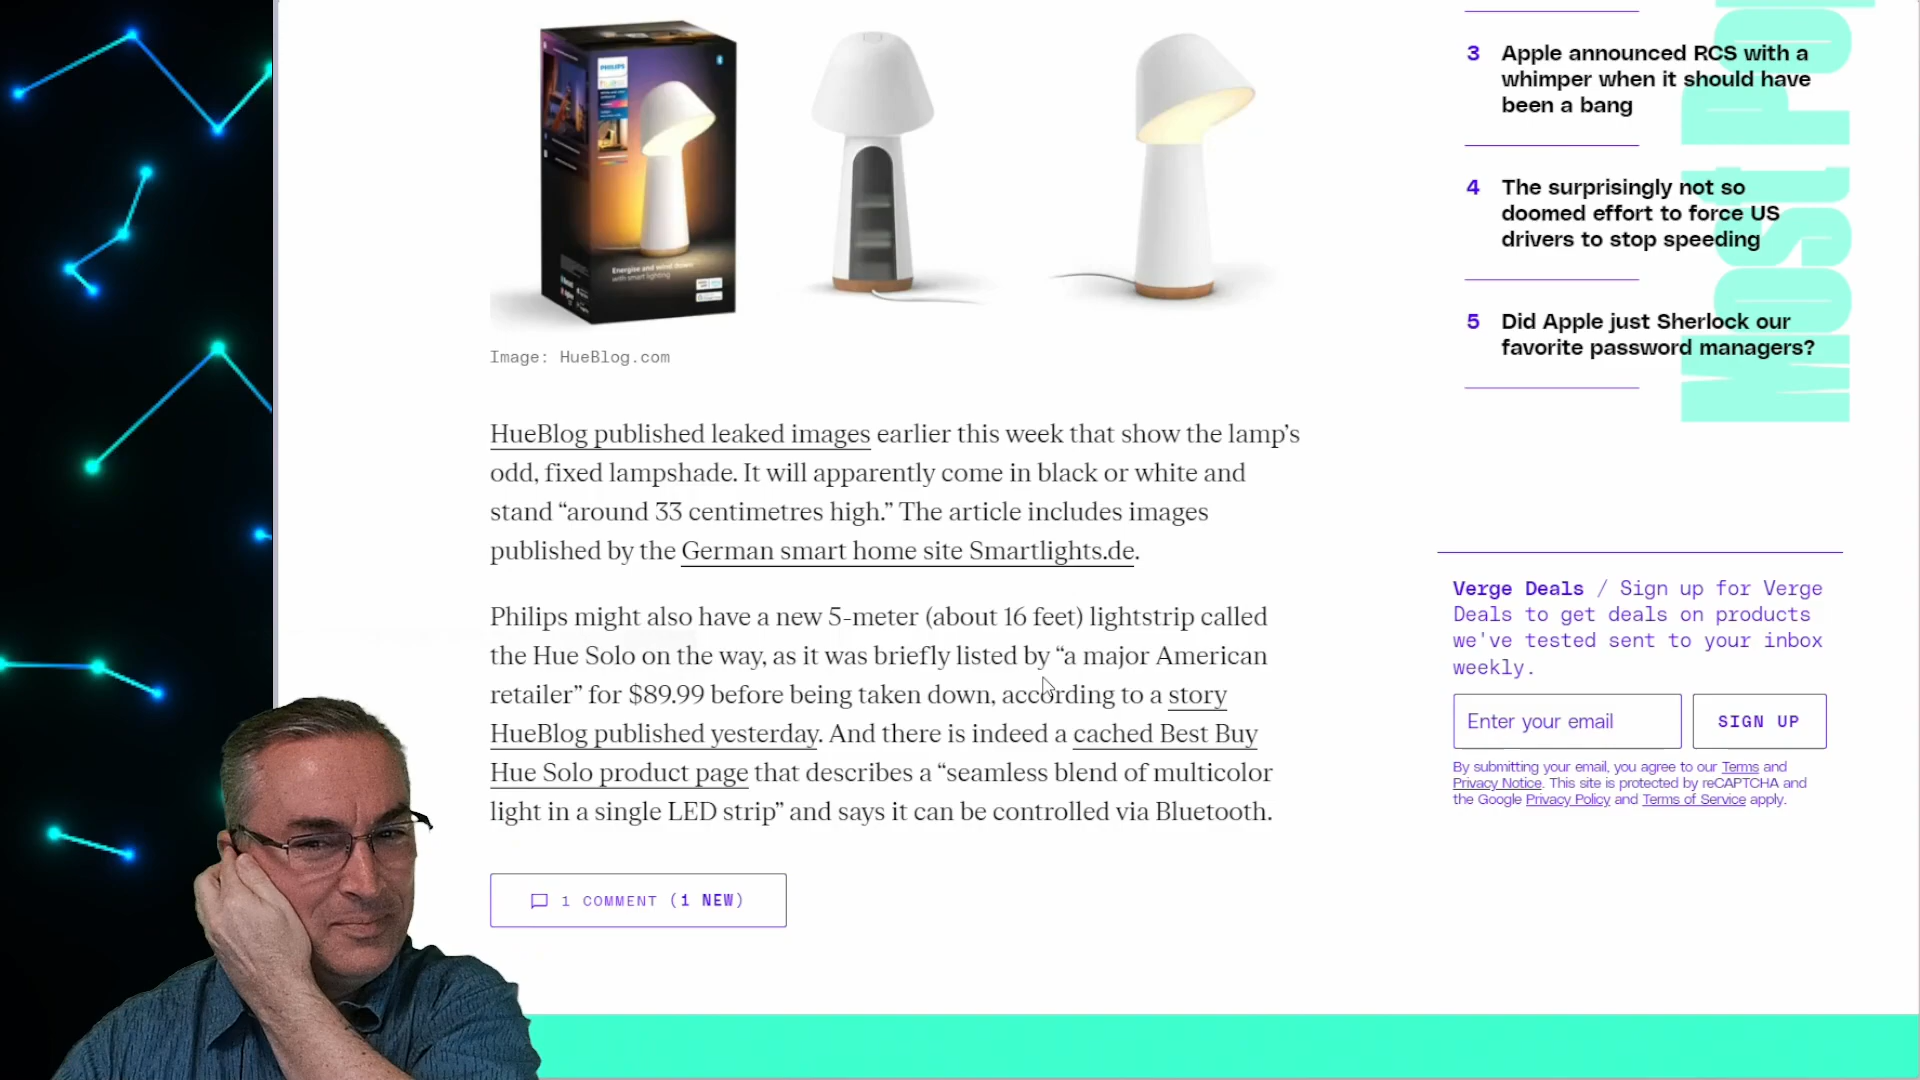 PHILIPS
Energise and wind down
with smart lighting
Image: HueBlog.com
HueBlog published leaked images earlier this week that show the lamp’s
odd, fixed lampshade. It will apparently come in black or white and
stand “around 33 centimetres high.” The article includes images
published by the German smart home site Smartlights.de.
Philips might also have a new 5-meter (about 16 feet) lightstrip called
the Hue Solo on the way, as it was briefly listed by “a major American
retailer” for $89.99 before being taken down, according to a story
HueBlog published yesterday. And there is indeed a cached Best Buy
Hue Solo product page that describes a “seamless blend of multicolor
light in a single LED strip” and says it can be controlled via Bluetooth.
1 COMMENT (1 NEW)
Most Po
3 Apple announced RCS with a
whimper when it should have
been a bang
4 The surprisingly not so
doomed effort to force US
drivers to stop speeding
5 Did Apple just Sherlock our
favorite password managers?
Verge Deals / Sign up for Verge
Deals to get deals on products
we've tested sent to your inbox
weekly.
Enter your email
SIGN UP
By submitting your email, you agree to our Terms and
Privacy Notice. This site is protected by reCAPTCHA and
the Google Privacy Policy and Terms of Service apply.